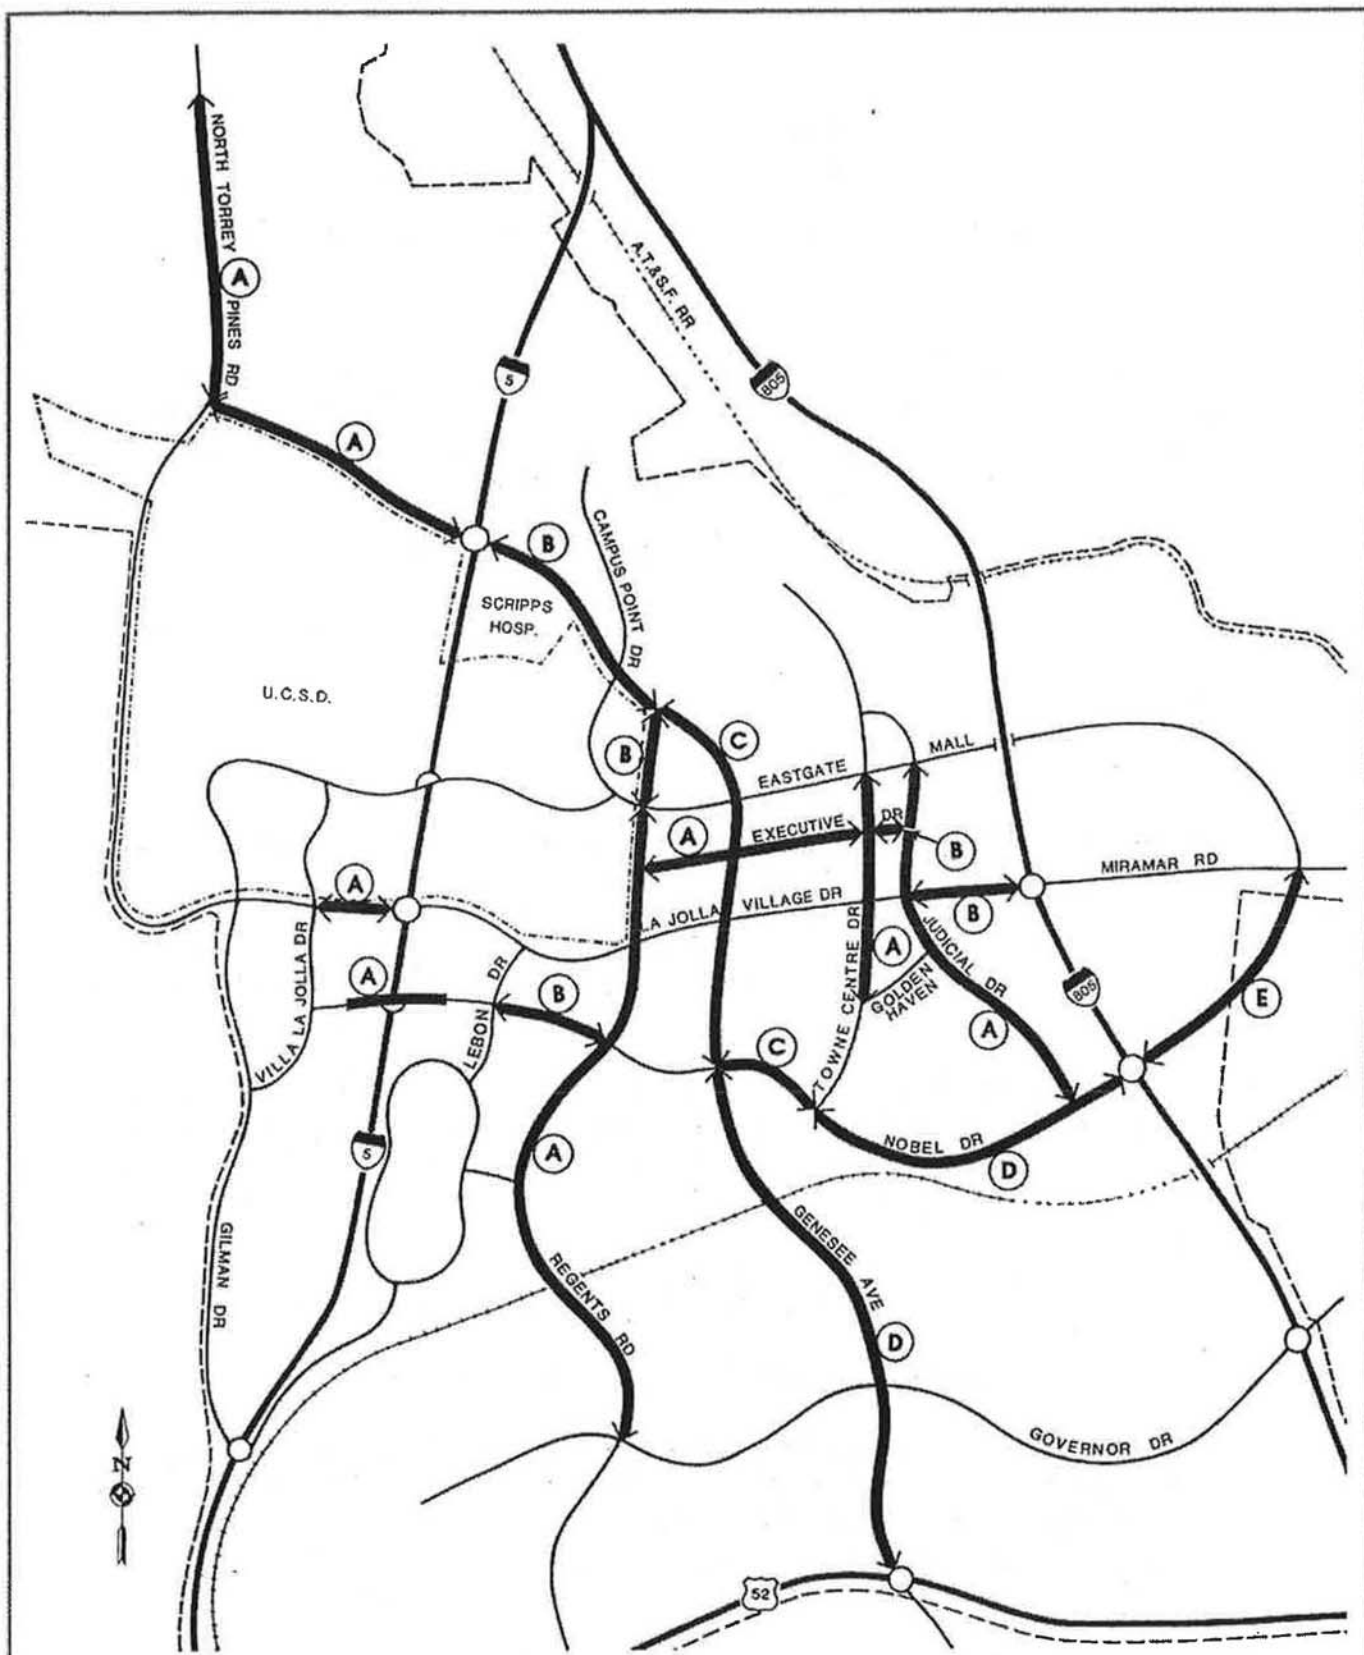 NORTH TORREY
A
PINES RD
A.T.&S.F. RR
5
805
A
B
CAMPUS POINT DR
SCRIPPS
HOSP.
U.C.S.D.
C
B
EASTGATE MALL
A
EXECUTIVE DR
B
MIRAMAR RD
A
LA JOLLA VILLAGE DR
B
VILLA LA JOLLA DR
A
LEBON DR
B
TOWNE CENTRE DR
A
GOLDEN
HAVEN
JUDICIAL DR
A
805
E
C
NOBEL DR
D
5
A
GILMAN DR
REGENTS RD
GENESEE AVE
D
GOVERNOR DR
N
52